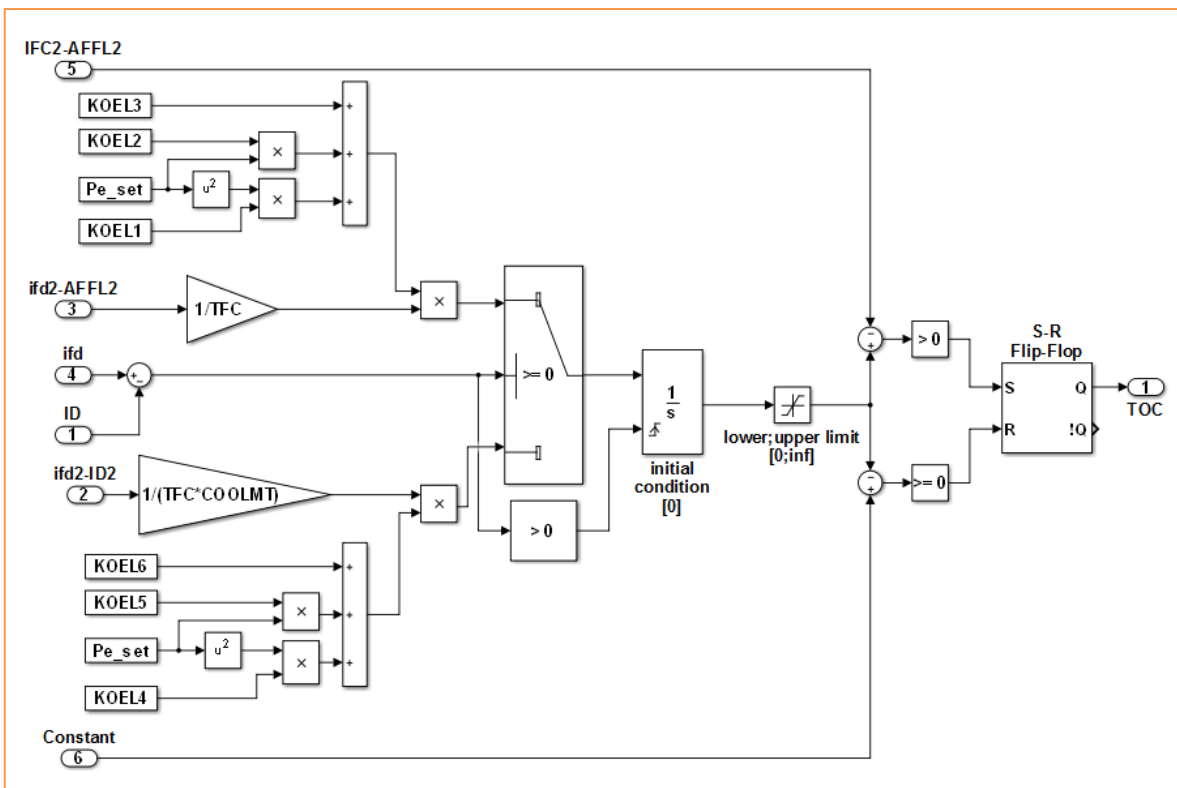 IFC2-AFFL2
5
KOEL3
+
KOEL2
×
+
Pe_set
u²
×
+
KOEL1
ifd2-AFFL2
3
1/TFC
×
ifd
4
+
-
>= 0
ID
1
1
s
initial
condition
[0]
lower;upper limit
[0;inf]
-
+
> 0
S-R
Flip-Flop
S
Q
R
!Q
1
TOC
ifd2-ID2
2
1/(TFC*COOLMT)
×
> 0
-
+
>= 0
KOEL6
+
KOEL5
×
+
Pe_set
u²
×
+
KOEL4
Constant
6